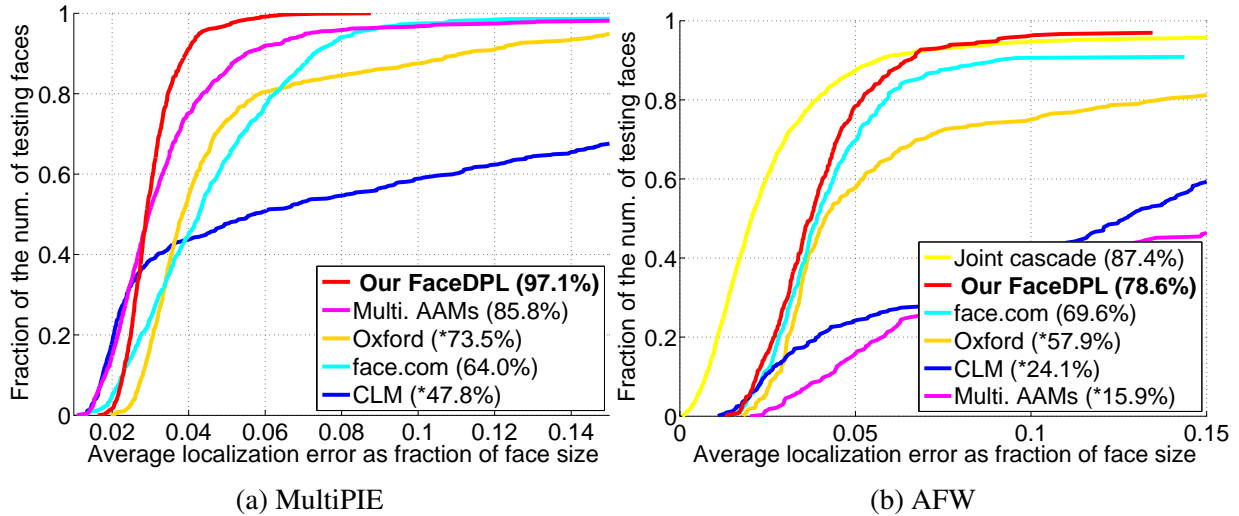 Fraction of the num. of testing faces
1
0.8
0.6
0.4
0.2
0
0.02
0.04
0.06
0.08
0.1
0.12
0.14
Average localization error as fraction of face size
Our FaceDPL (97.1%)
Multi. AAMs (85.8%)
Oxford (*73.5%)
face.com (64.0%)
CLM (*47.8%)
(a) MultiPIE
Fraction of the num. of testing faces
1
0.8
0.6
0.4
0.2
0
0
0.05
0.1
0.15
Average localization error as fraction of face size
Joint cascade (87.4%)
Our FaceDPL (78.6%)
face.com (69.6%)
Oxford (*57.9%)
CLM (*24.1%)
Multi. AAMs (*15.9%)
(b) AFW